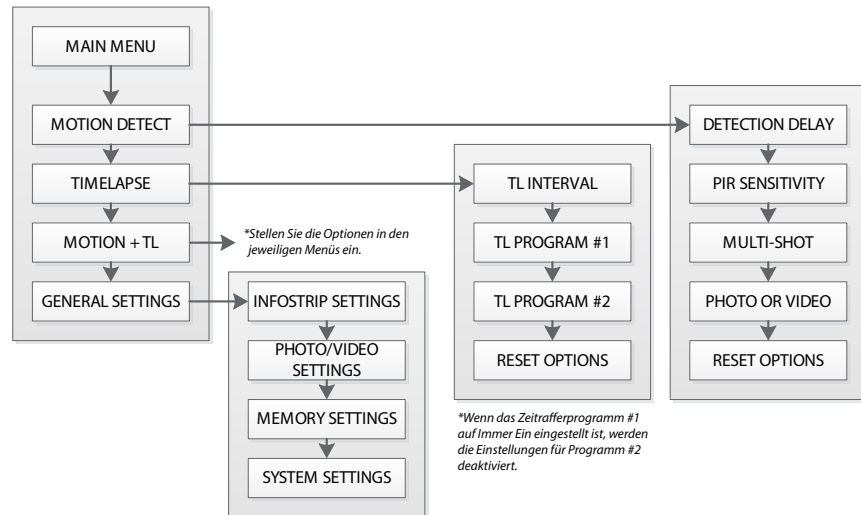 MAIN MENU
MOTION DETECT
TIMELAPSE
MOTION + TL
GENERAL SETTINGS
*Stellen Sie die Optionen in den
jeweiligen Menüs ein.
INFOSTRIP SETTINGS
PHOTO/VIDEO
SETTINGS
MEMORY SETTINGS
SYSTEM SETTINGS
TL INTERVAL
TL PROGRAM #1
TL PROGRAM #2
RESET OPTIONS
*Wenn das Zeitrafferprogramm #1
auf Immer Ein eingestellt ist, werden
die Einstellungen für Programm #2
deaktiviert.
DETECTION DELAY
PIR SENSITIVITY
MULTI-SHOT
PHOTO OR VIDEO
RESET OPTIONS